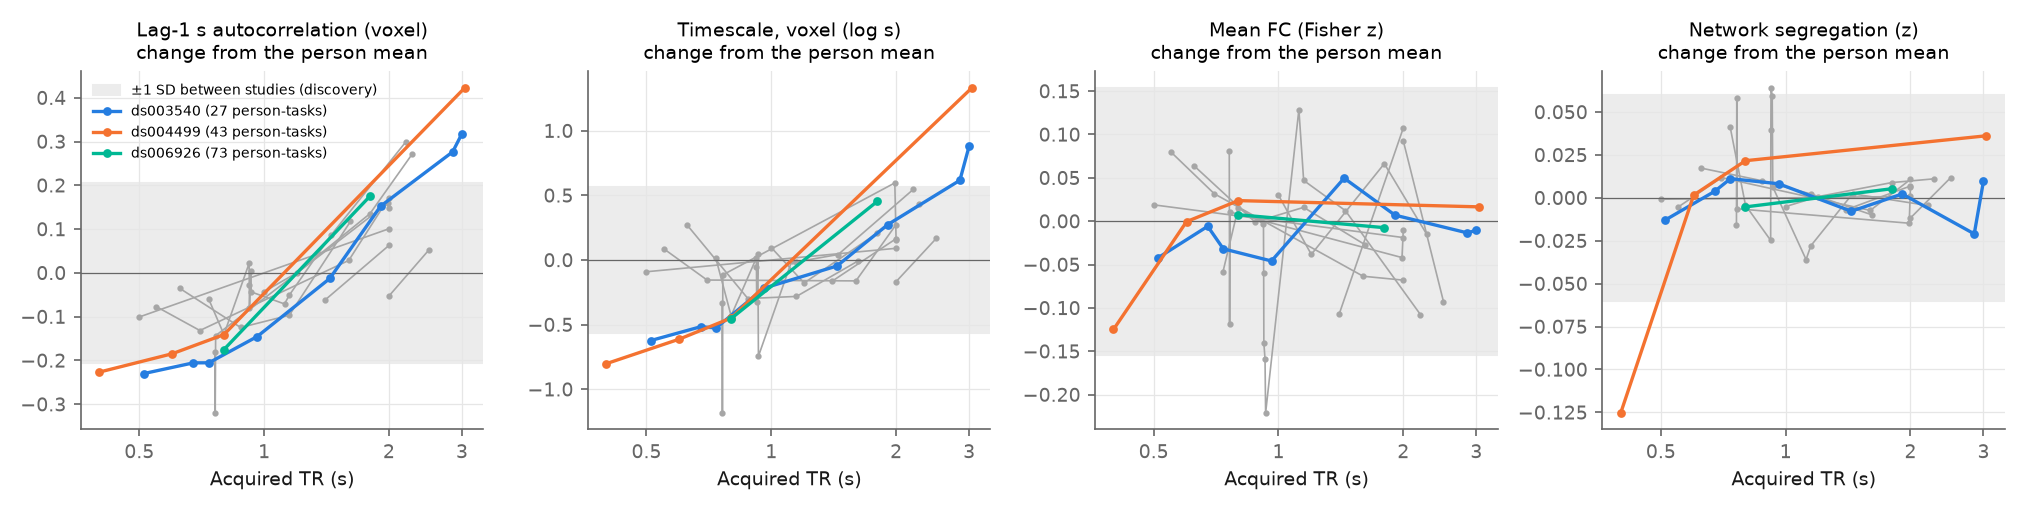 Lag-1 s autocorrelation (voxel)
change from the person mean
±1 SD between studies (discovery)
ds003540 (27 person-tasks)
ds004499 (43 person-tasks)
ds006926 (73 person-tasks)
0.4
0.3
0.2
0.1
0.0
−0.1
−0.2
−0.3
0.5
1
2
3
Acquired TR (s)
Timescale, voxel (log s)
change from the person mean
1.0
0.5
0.0
−0.5
−1.0
0.5
1
2
3
Acquired TR (s)
Mean FC (Fisher z)
change from the person mean
0.15
0.10
0.05
0.00
−0.05
−0.10
−0.15
−0.20
0.5
1
2
3
Acquired TR (s)
Network segregation (z)
change from the person mean
0.050
0.025
0.000
−0.025
−0.050
−0.075
−0.100
−0.125
0.5
1
2
3
Acquired TR (s)